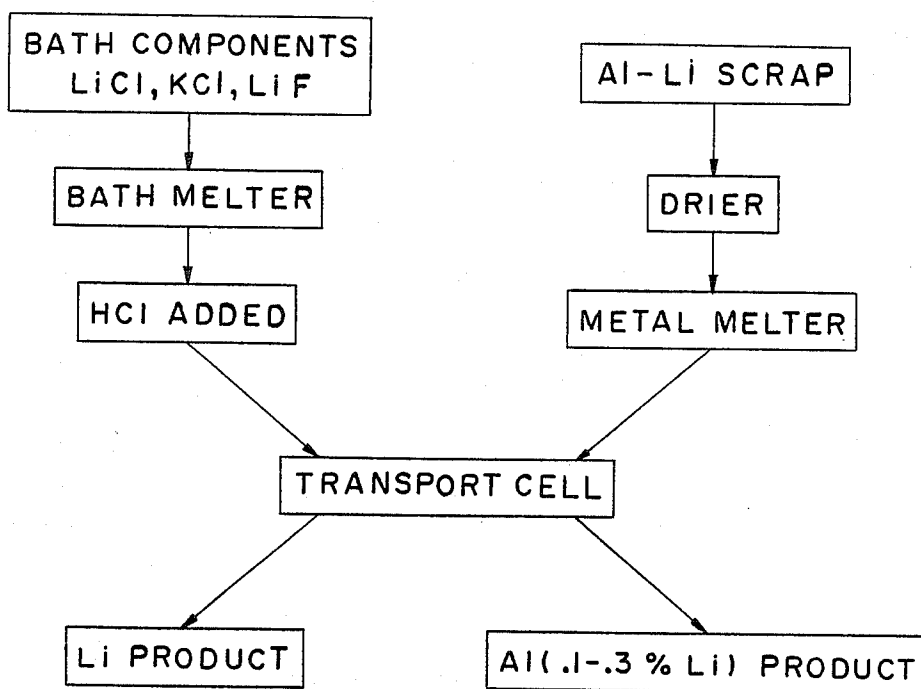 BATH COMPONENTS
LiCl, KCl, LiF
Al-Li SCRAP
BATH MELTER
DRIER
HCl ADDED
METAL MELTER
TRANSPORT CELL
Li PRODUCT
Al(.1-.3 % Li) PRODUCT